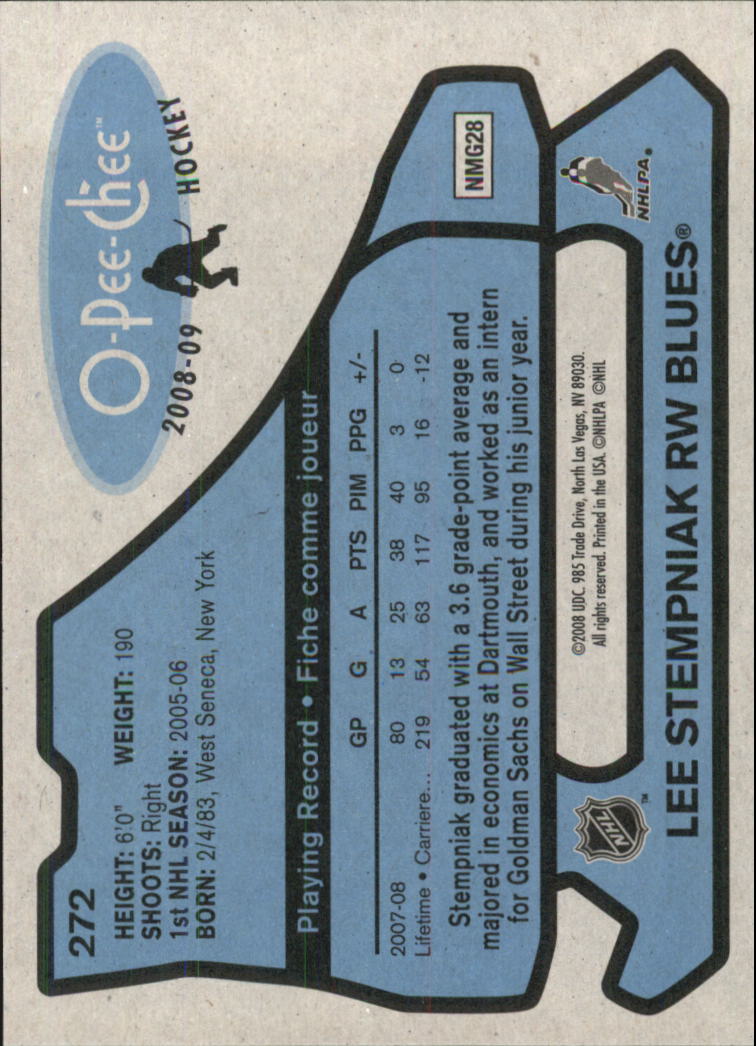 O-Pee-Chee™
2008-09 HOCKEY
272
HEIGHT: 6'0" WEIGHT: 190
SHOOTS: Right
1st NHL SEASON: 2005-06
BORN: 2/4/83, West Seneca, New York
NMG28
Playing Record • Fiche comme joueur
GP G A PTS PIM PPG +/-
2007-08 80 13 25 38 40 3 0
Lifetime • Carriere... 219 54 63 117 95 16 -12
Stempniak graduated with a 3.6 grade-point average and
majored in economics at Dartmouth, and worked as an intern
for Goldman Sachs on Wall Street during his junior year.
NHL™
©2008 UDC. 985 Trade Drive, North Las Vegas, NV 89030.
All rights reserved. Printed in the USA. ©NHLPA ©NHL
NHLPA®
LEE STEMPNIAK RW BLUES®